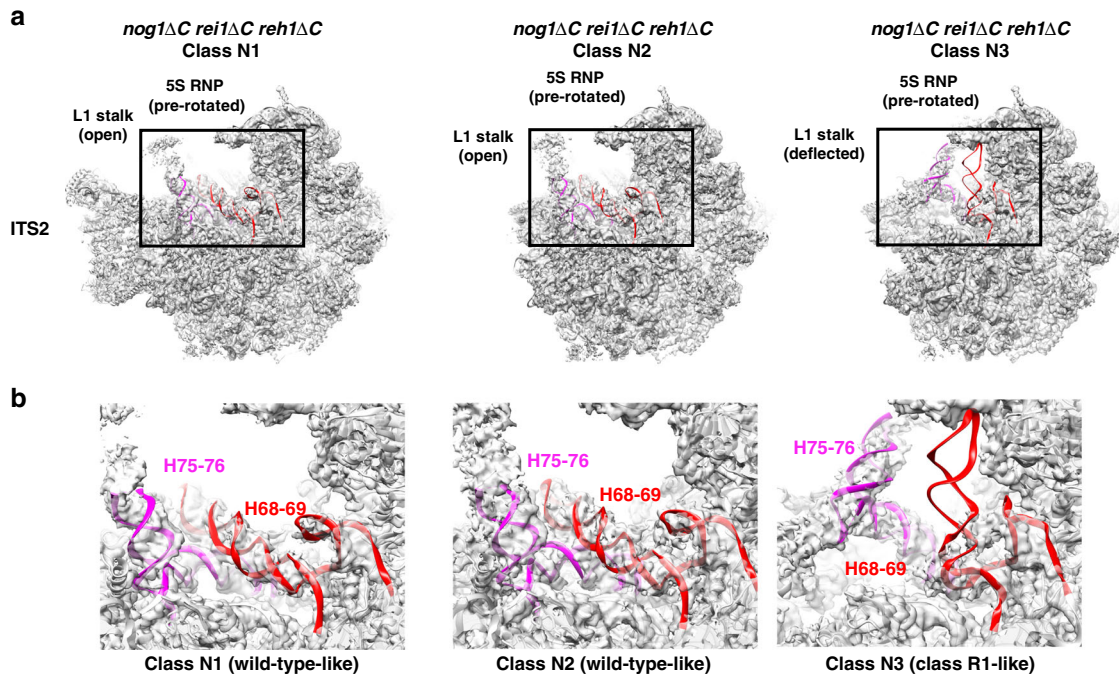 a
nog1ΔC rei1ΔC reh1ΔC
Class N1
nog1ΔC rei1ΔC reh1ΔC
Class N2
nog1ΔC rei1ΔC reh1ΔC
Class N3
5S RNP
(pre-rotated)
L1 stalk
(open)
5S RNP
(pre-rotated)
L1 stalk
(open)
5S RNP
(pre-rotated)
L1 stalk
(deflected)
ITS2
b
H75-76
H68-69
H75-76
H68-69
H75-76
H68-69
Class N1 (wild-type-like)
Class N2 (wild-type-like)
Class N3 (class R1-like)